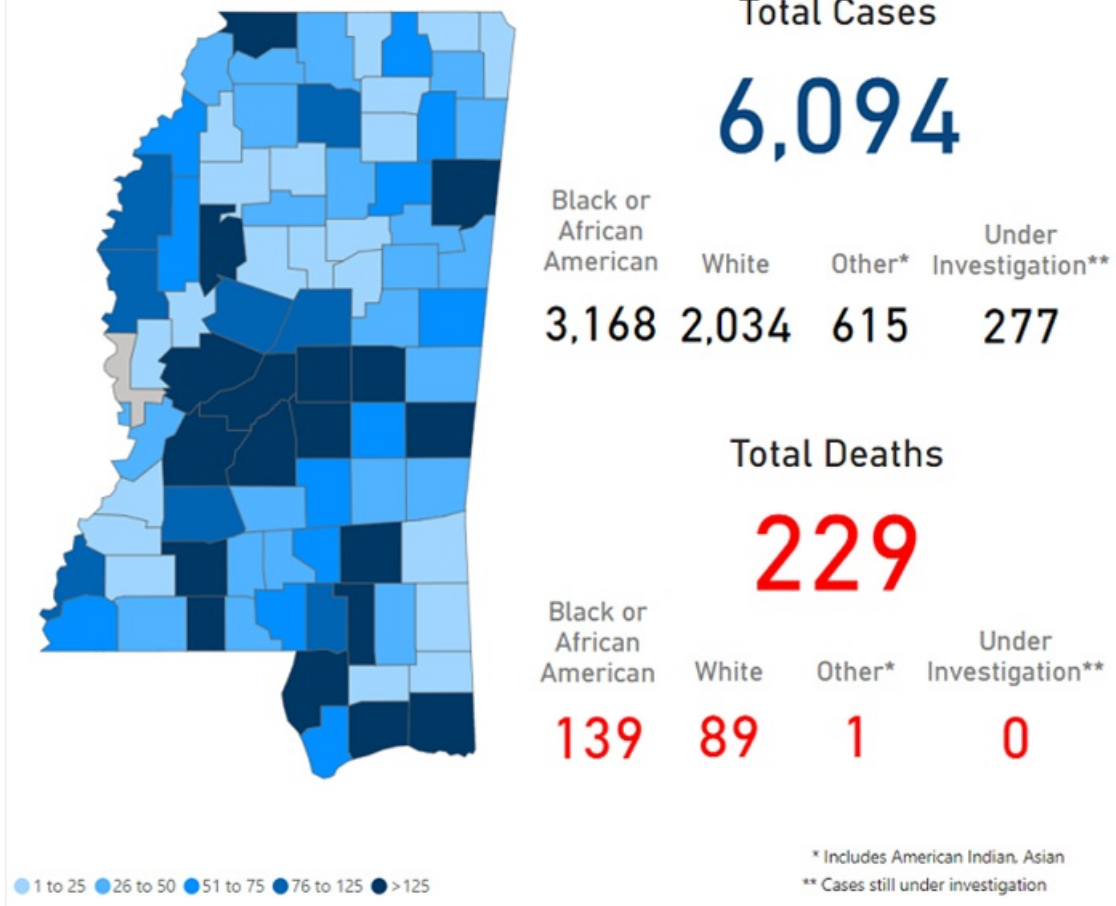 Total Cases
6,094
Black or
African
American
White
Other*
Under
Investigation**
3,168
2,034
615
277
Total Deaths
229
Black or
African
American
White
Other*
Under
Investigation**
139
89
1
0
* Includes American Indian, Asian
** Cases still under investigation
1 to 25
26 to 50
51 to 75
76 to 125
>125